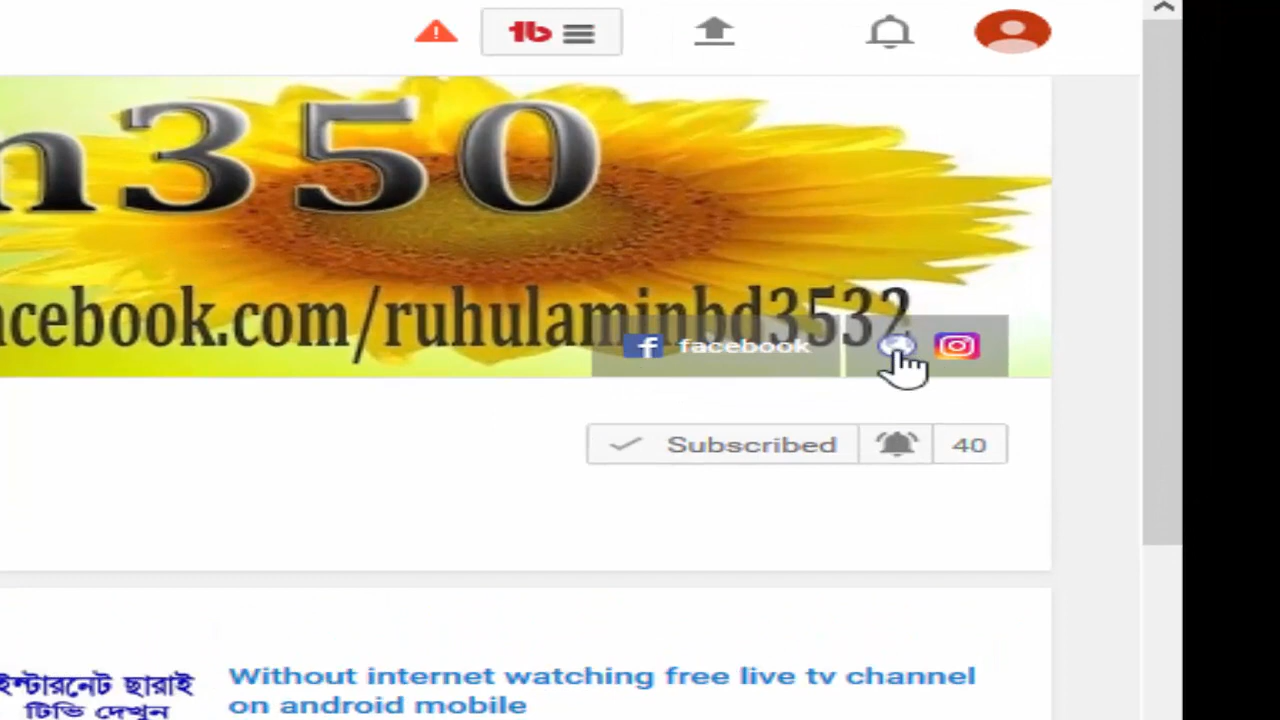 n350
acebook.com/ruhulaminbd3532
facebook
Subscribed 40
ইন্টারনেট ছারাই
টিভি দেখুন
Without internet watching free live tv channel
on android mobile